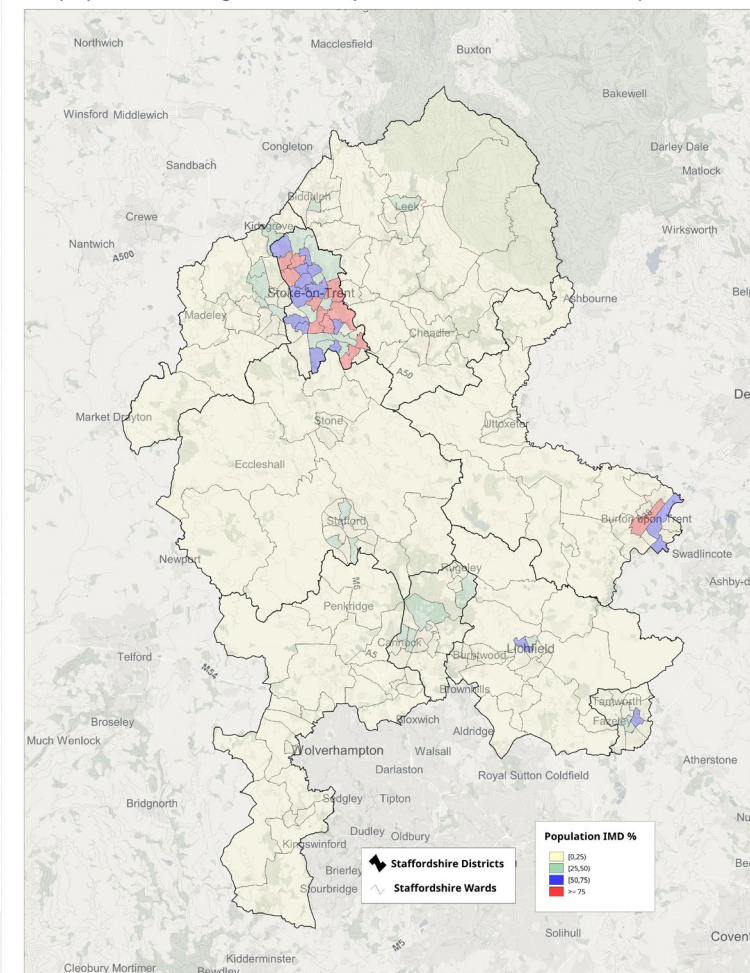 Northwich
Macclesfield
Buxton
Bakewell
Winsford
Middlewich
Congleton
Darley Dale
Sandbach
Matlock
Biddulph
Leek
Crewe
Kidsgrove
Wirksworth
Nantwich
A500
Stoke-on-Trent
Ashbourne
Madeley
Cheadle
A50
Market Drayton
Stone
Uttoxeter
Eccleshall
Stafford
Burton upon Trent
Newport
Swadlincote
Rugeley
M6
Ashby-d
Penkridge
Cannock
Lichfield
A5
Burntwood
Telford
M54
Brownhills
Tamworth
Broseley
Bloxwich
Fazeley
Aldridge
Much Wenlock
Wolverhampton
Walsall
Atherstone
Darlaston
Royal Sutton Coldfield
Bridgnorth
Sedgley
Tipton
Dudley
Oldbury
Kingswinford
Population IMD %
[0,25)
[25,50)
[50,75)
>= 75
Staffordshire Districts
Staffordshire Wards
Brierley
Stourbridge
Solihull
Covent
M5
Kidderminster
Cleobury Mortimer
Bewdley